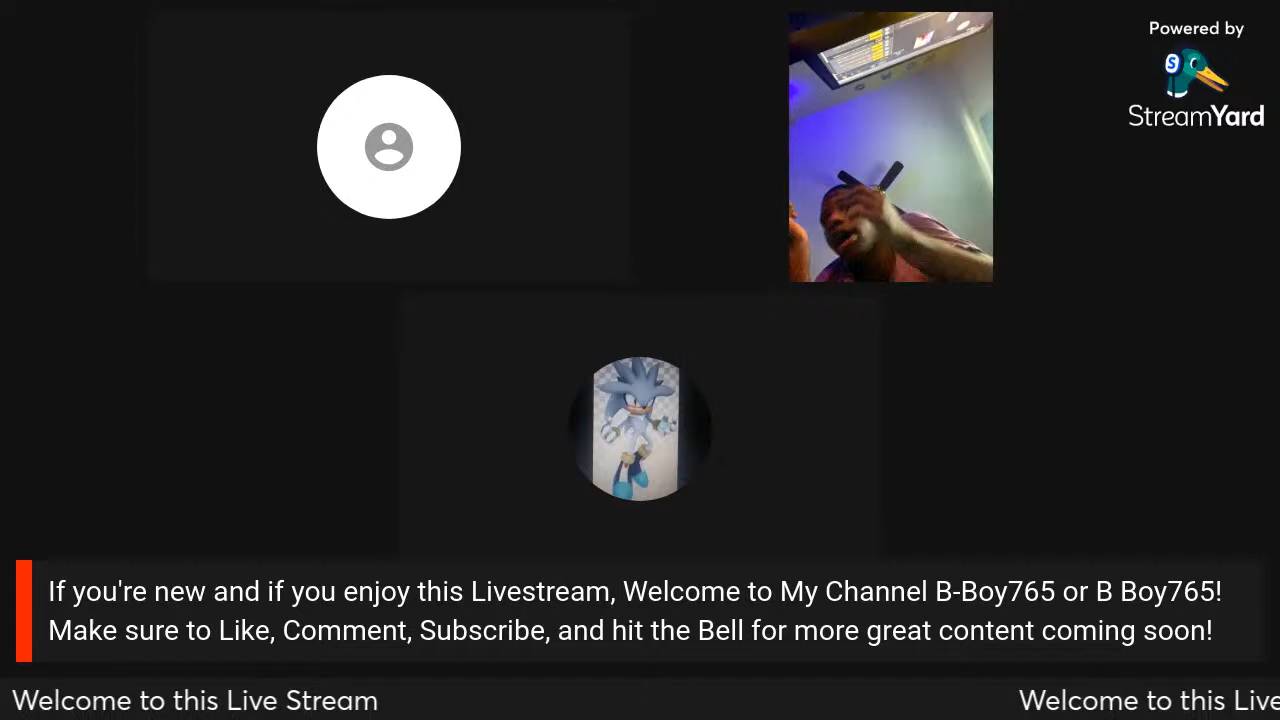 Powered by
S
StreamYard
If you're new and if you enjoy this Livestream, Welcome to My Channel B-Boy765 or B Boy765!
Make sure to Like, Comment, Subscribe, and hit the Bell for more great content coming soon!
Welcome to this Live Stream
Welcome to this Live